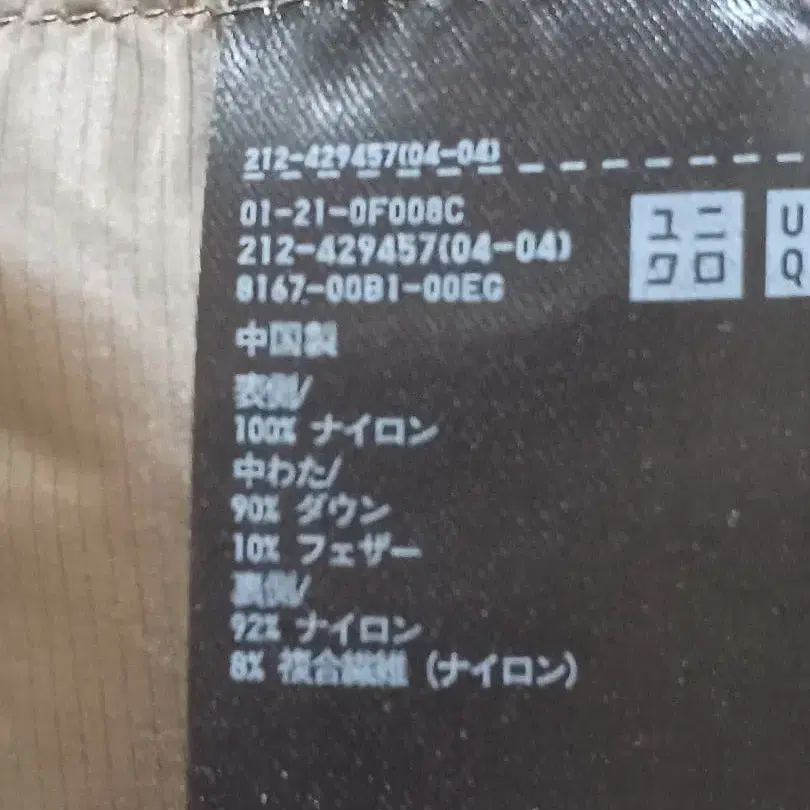 212-429457(04-04)
01-21-0F008C
212-429457(04-04)
8167-00B1-00EG
ユニ
クロ
U
Q
中国製
表側/
100% ナイロン
中わた/
90% ダウン
10% フェザー
裏側/
92% ナイロン
8% 複合繊維 (ナイロン)